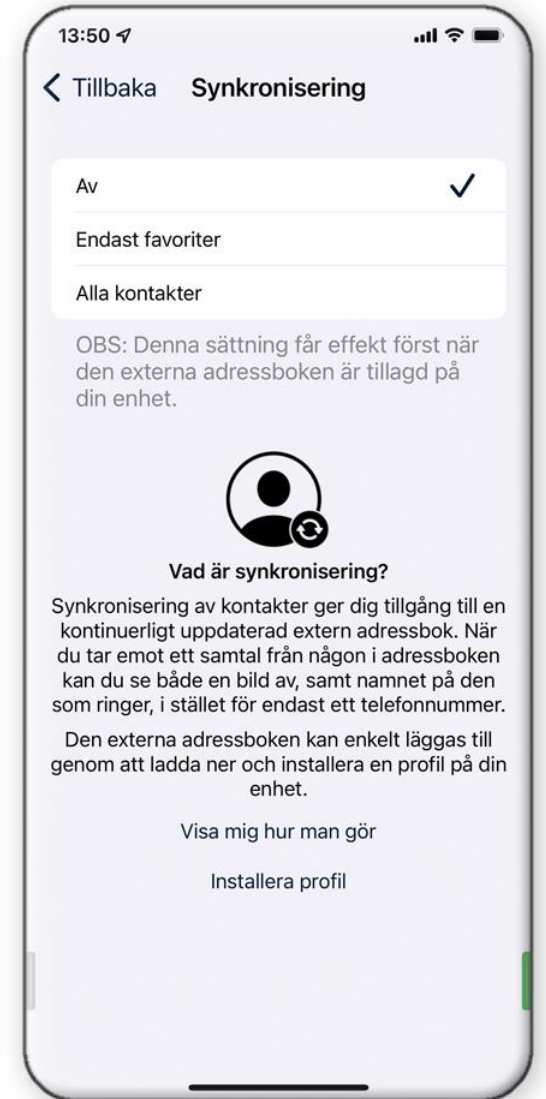 13:50
Tillbaka Synkronisering
Av
Endast favoriter
Alla kontakter
OBS: Denna sättning får effekt först när
den externa adressboken är tillagd på
din enhet.
Vad är synkronisering?
Synkronisering av kontakter ger dig tillgång till en
kontinuerligt uppdaterad extern adressbok. När
du tar emot ett samtal från någon i adressboken
kan du se både en bild av, samt namnet på den
som ringer, i stället för endast ett telefonnummer.
Den externa adressboken kan enkelt läggas till
genom att ladda ner och installera en profil på din
enhet.
Visa mig hur man gör
Installera profil